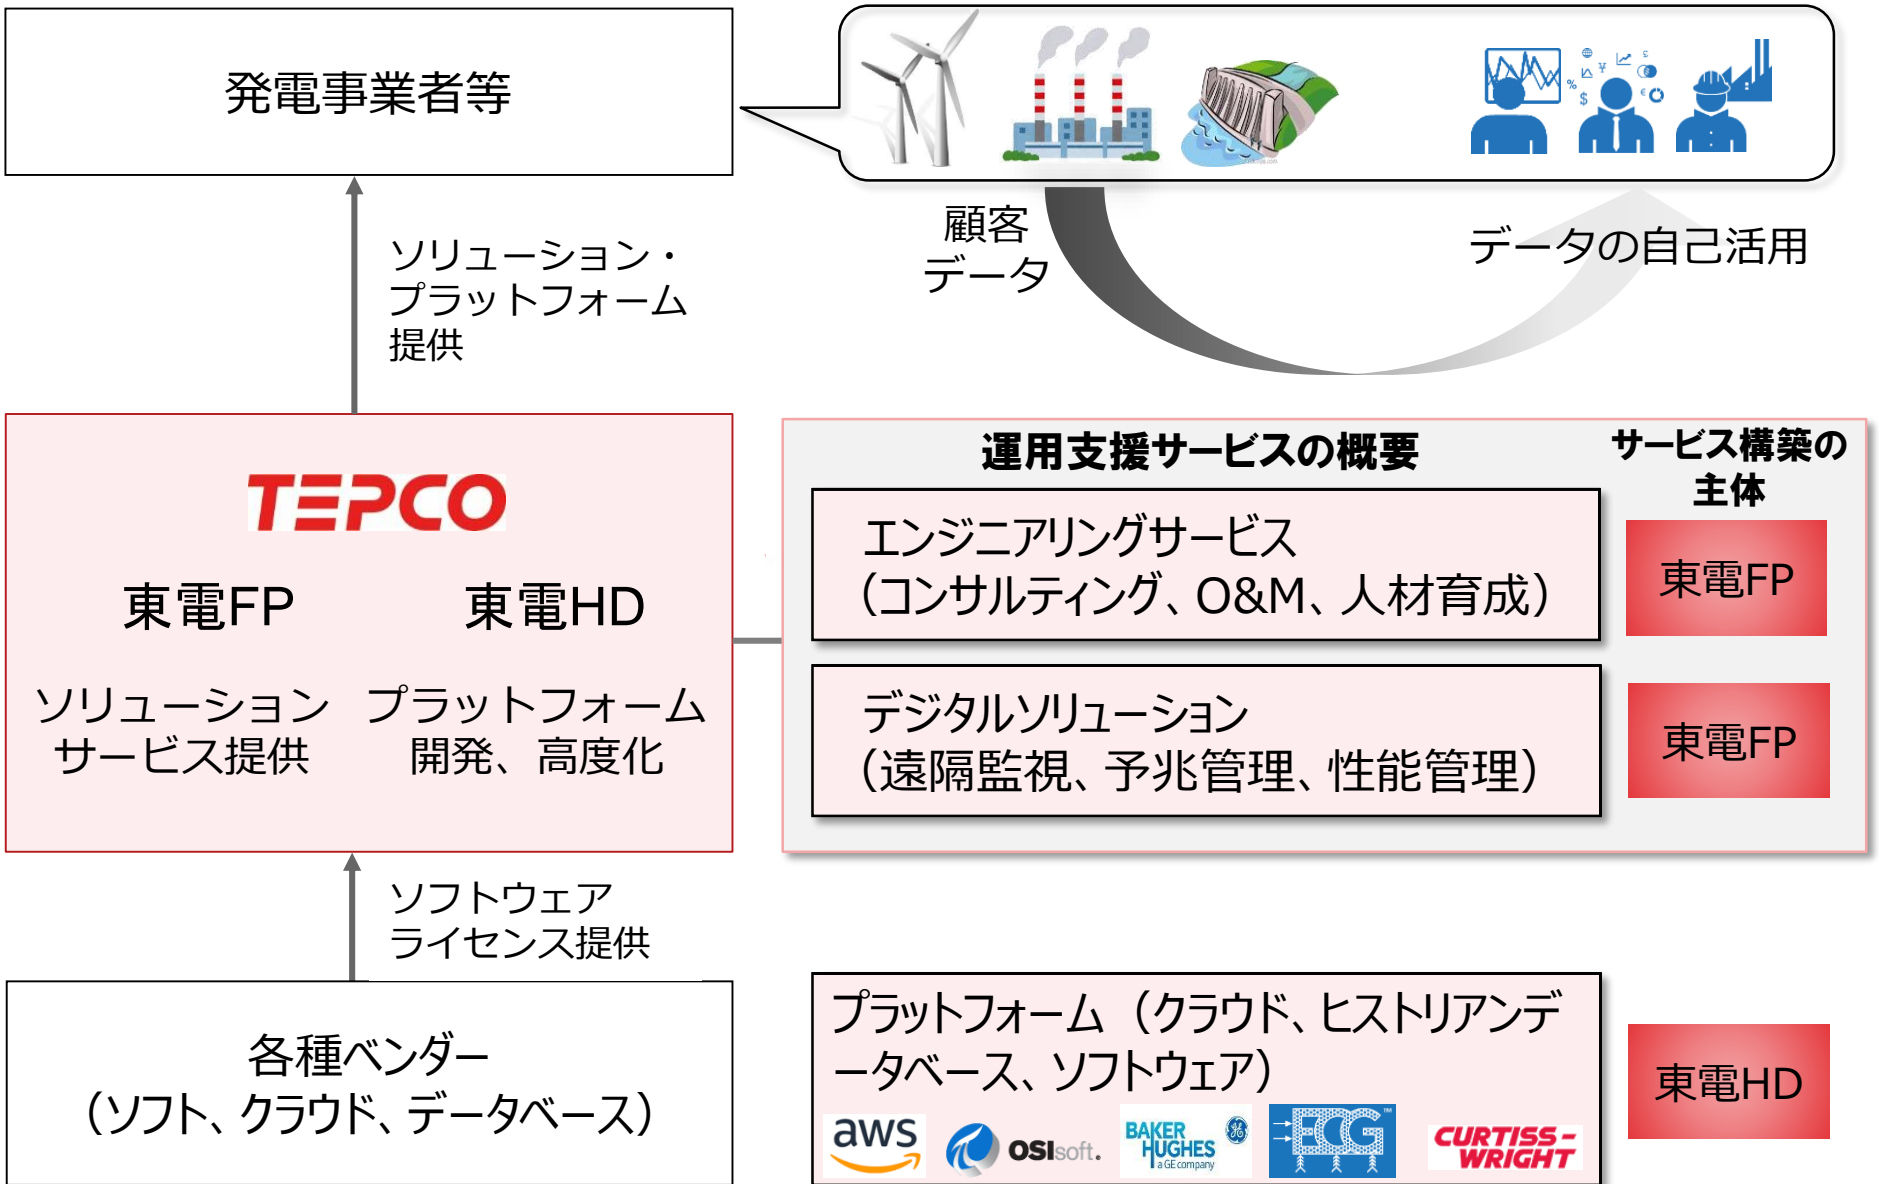 発電事業者等
ソリューション・
プラットフォーム
提供
顧客
データ
データの自己活用
TEPCO
東電FP
東電HD
ソリューション
サービス提供
プラットフォーム
開発、高度化
運用支援サービスの概要
サービス構築の
主体
エンジニアリングサービス
（コンサルティング、O&M、人材育成）
東電FP
デジタルソリューション
（遠隔監視、予兆管理、性能管理）
東電FP
ソフトウェア
ライセンス提供
各種ベンダー
（ソフト、クラウド、データベース）
プラットフォーム（クラウド、ヒストリアンデ
ータベース、ソフトウェア）
aws
OSIsoft.
BAKER
HUGHES
a GE company
ECG™
CURTISS-
WRIGHT
東電HD